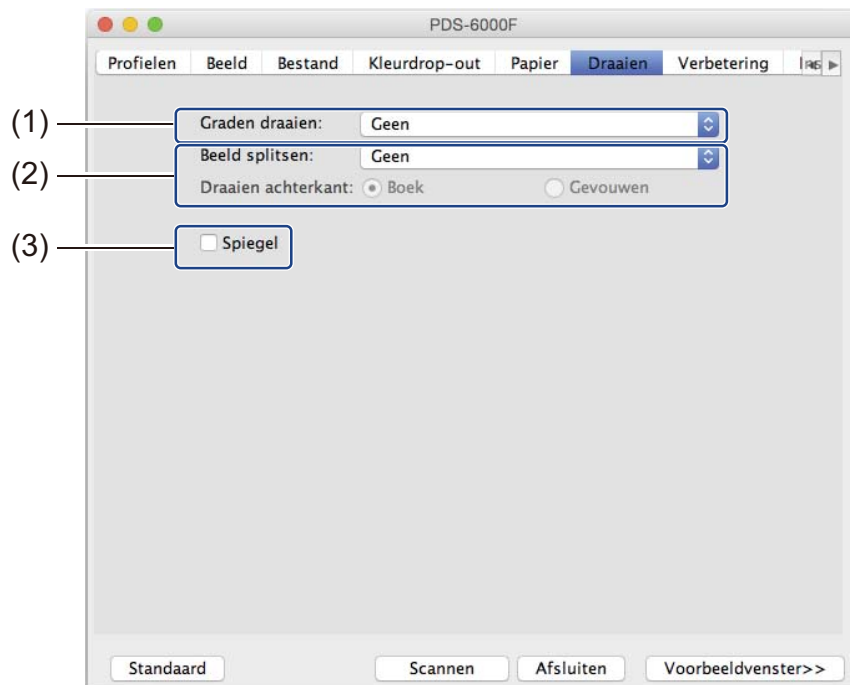 PDS-6000F
Profielen Beeld Bestand Kleurdrop-out Papier Draaien Verbetering
(1) Graden draaien: Geen
(2) Beeld splitsen: Geen
Draaien achterkant: Boek Gevouwen
(3) Spiegel
Standaard Scannen Afsluiten Voorbeeldvenster>>